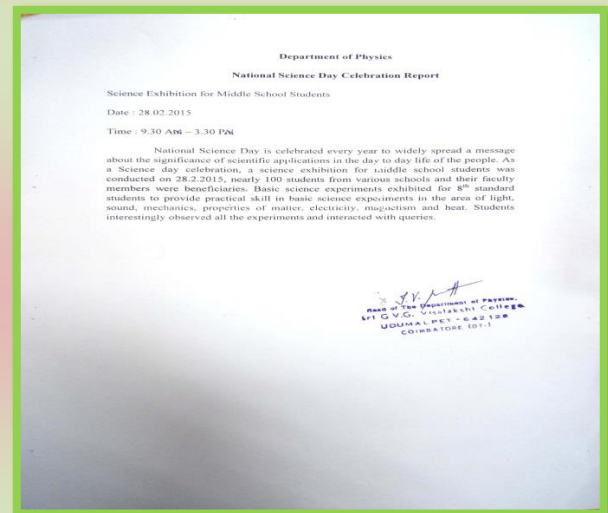 Department of Physics
National Science Day Celebration Report
Science Exhibition for Middle School Students
Date : 28.02.2015
Time : 9.30 AM – 3.30 PM
National Science Day is celebrated every year to widely spread a message
about the significance of scientific applications in the day to day life of the people. As
a Science day celebration, a science exhibition for middle school students was
conducted on 28.2.2015, nearly 100 students from various schools and their faculty
members were beneficiaries. Basic science experiments exhibited for 8th standard
students to provide practical skill in basic science experiments in the area of light,
sound, mechanics, properties of matter, electricity, magnetism and heat. Students
interestingly observed all the experiments and interacted with queries.
Head of The Department of Physics,
Sri G.V.G. Visalakshi College
UDUMALPET - 642 128
COIMBATORE (DT.)